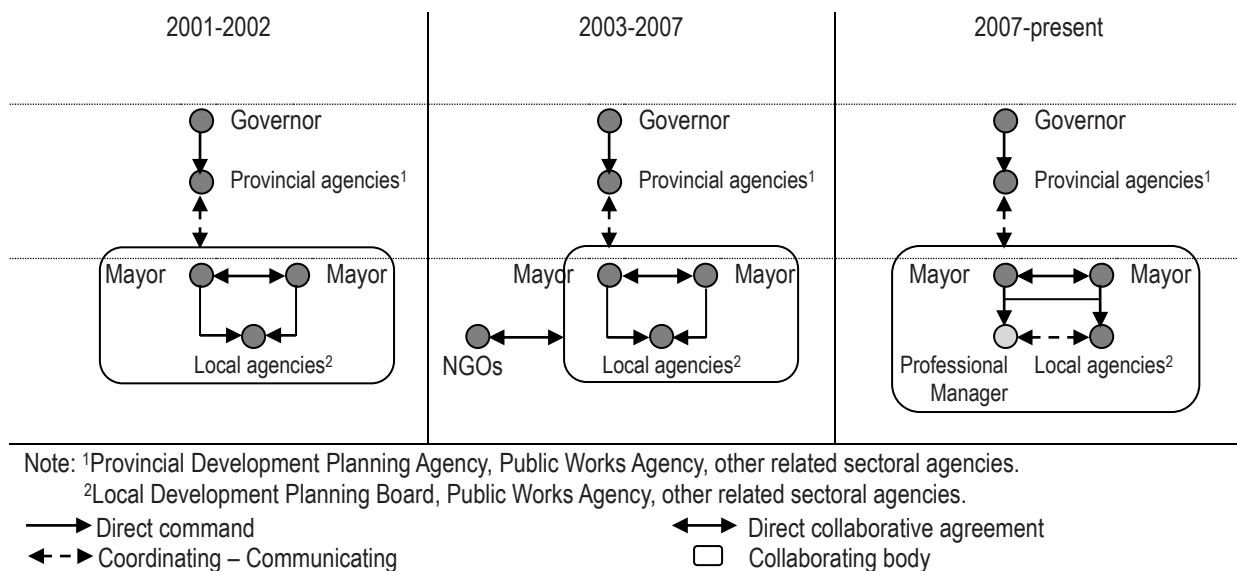 2001-2002 2003-2007 2007-present
Governor Governor Governor
Provincial agencies¹ Provincial agencies¹ Provincial agencies¹
Mayor Mayor Mayor Mayor Mayor Mayor
Local agencies² NGOs Local agencies² Professional Local agencies²
Manager
Note: ¹Provincial Development Planning Agency, Public Works Agency, other related sectoral agencies.
²Local Development Planning Board, Public Works Agency, other related sectoral agencies.
Direct command Direct collaborative agreement
Coordinating – Communicating Collaborating body